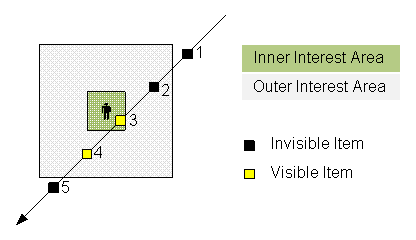 1
Inner Interest Area
2
Outer Interest Area
3
Invisible Item
4
Visible Item
5